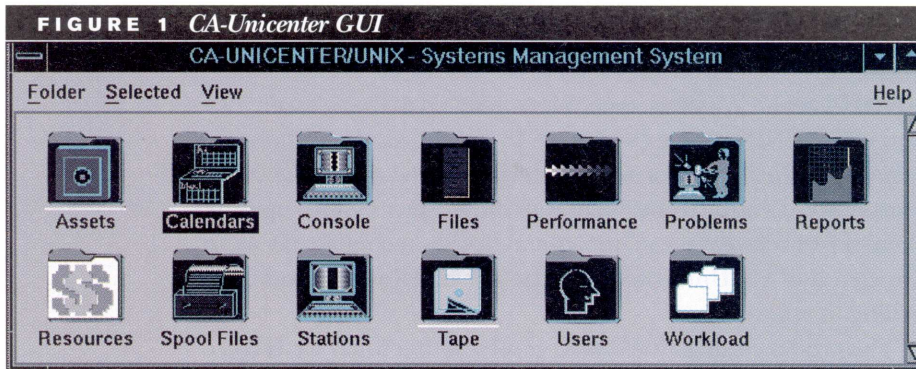 FIGURE 1 CA-Unicenter GUI
CA-UNICENTER/UNIX - Systems Management System
Folder Selected View Help
Assets Calendars Console Files Performance Problems Reports
Resources Spool Files Stations Tape Users Workload